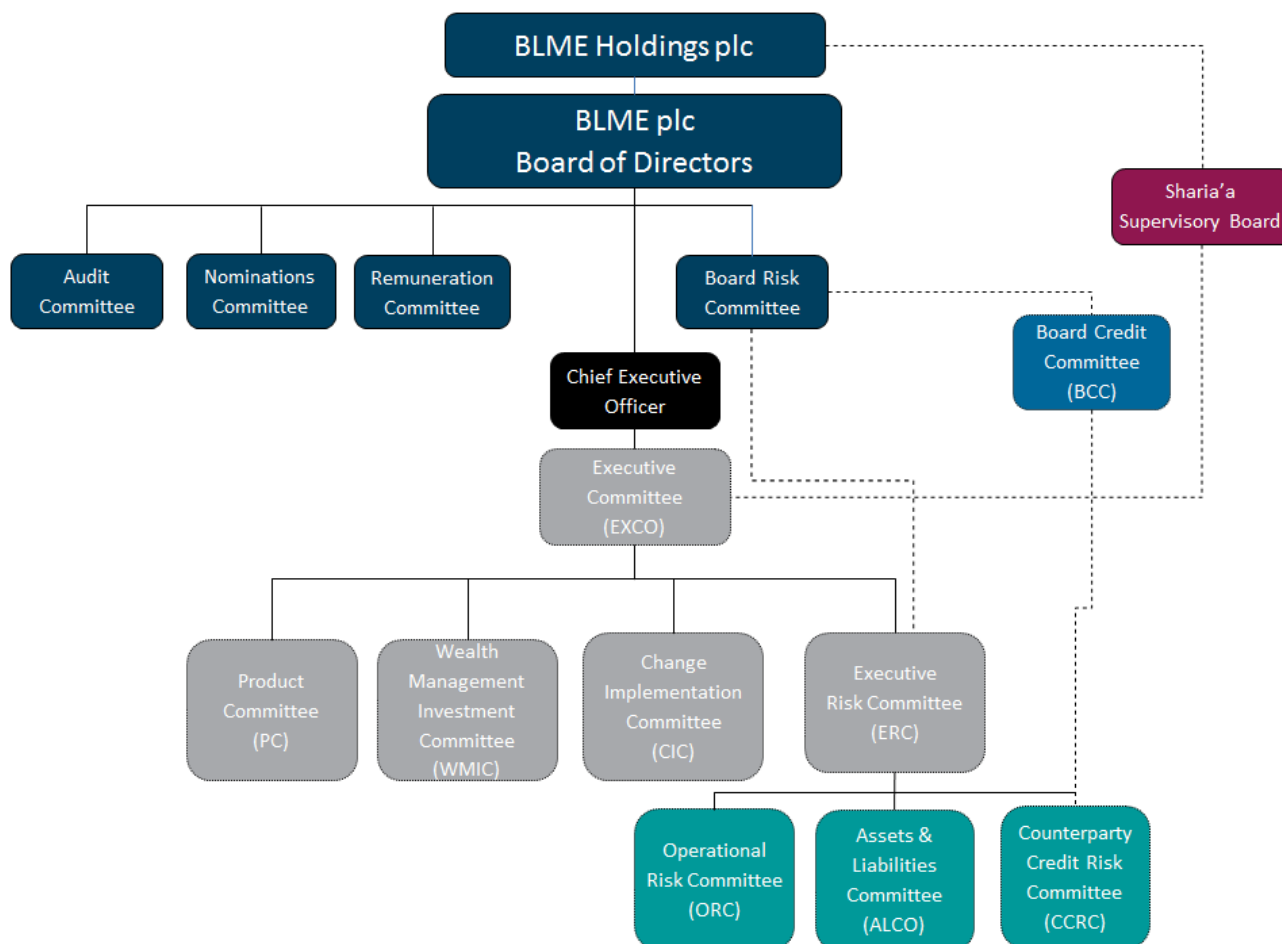 BLME Holdings plc
BLME plc
Board of Directors
Sharia'a
Supervisory Board
Audit
Committee
Nominations
Committee
Remuneration
Committee
Board Risk
Committee
Board Credit
Committee
(BCC)
Chief Executive
Officer
Executive
Committee
(EXCO)
Product
Committee
(PC)
Wealth
Management
Investment
Committee
(WMIC)
Change
Implementation
Committee
(CIC)
Executive
Risk Committee
(ERC)
Operational
Risk Committee
(ORC)
Assets &
Liabilities
Committee
(ALCO)
Counterparty
Credit Risk
Committee
(CCRC)